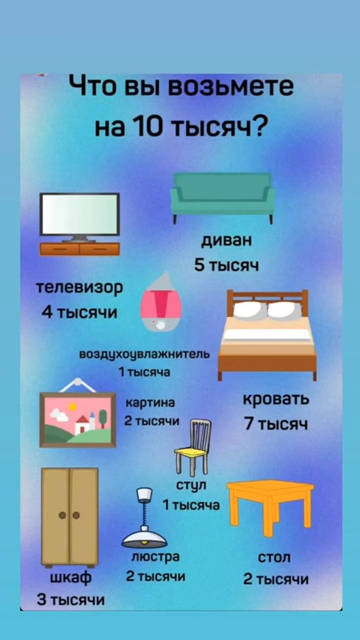 Что вы возьмете
на 10 тысяч?
диван
5 тысяч
телевизор
4 тысячи
воздухоувлажнитель
1 тысяча
кровать
7 тысяч
картина
2 тысячи
стул
1 тысяча
люстра
2 тысячи
стол
2 тысячи
шкаф
3 тысячи